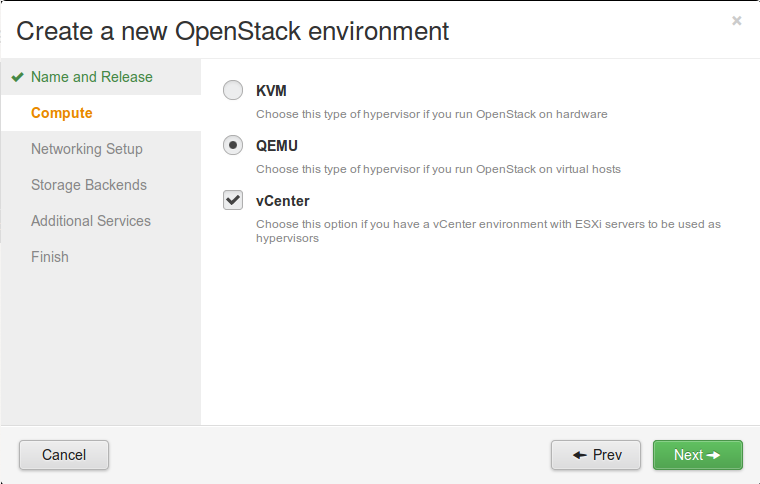 Create a new OpenStack environment
×
Name and Release
Compute
Networking Setup
Storage Backends
Additional Services
Finish
KVM
Choose this type of hypervisor if you run OpenStack on hardware
QEMU
Choose this type of hypervisor if you run OpenStack on virtual hosts
vCenter
Choose this option if you have a vCenter environment with ESXi servers to be used as
hypervisors
Cancel
Prev
Next